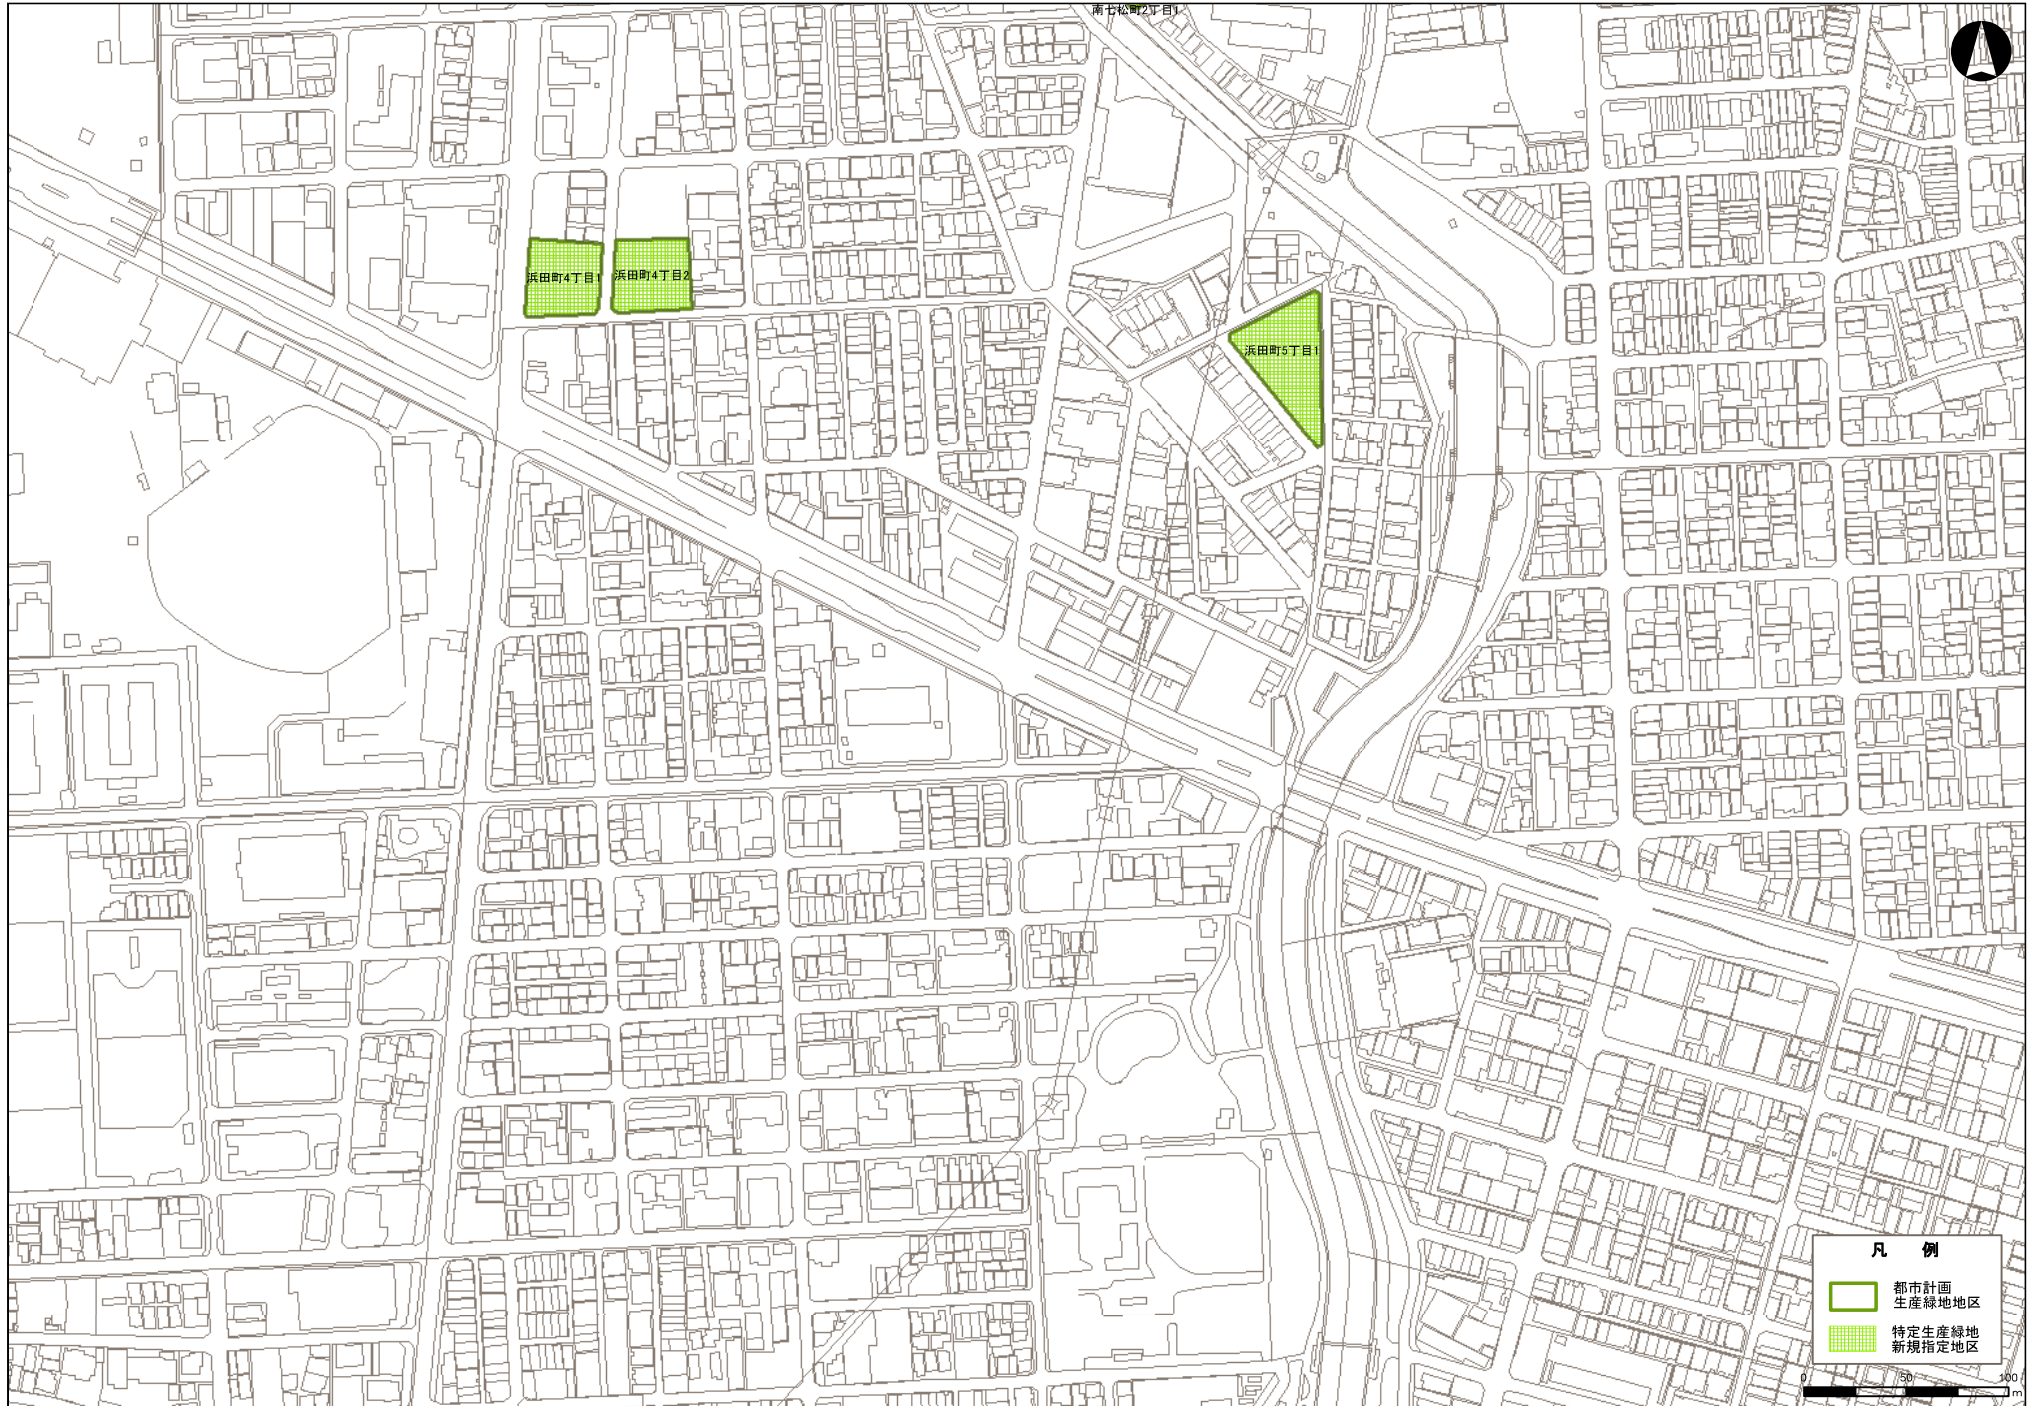 南七松町2丁目1
浜田町4丁目1
浜田町4丁目2
浜田町5丁目1
凡 例
都市計画
生産緑地地区
特定生産緑地
新規指定地区
0 50 100
m